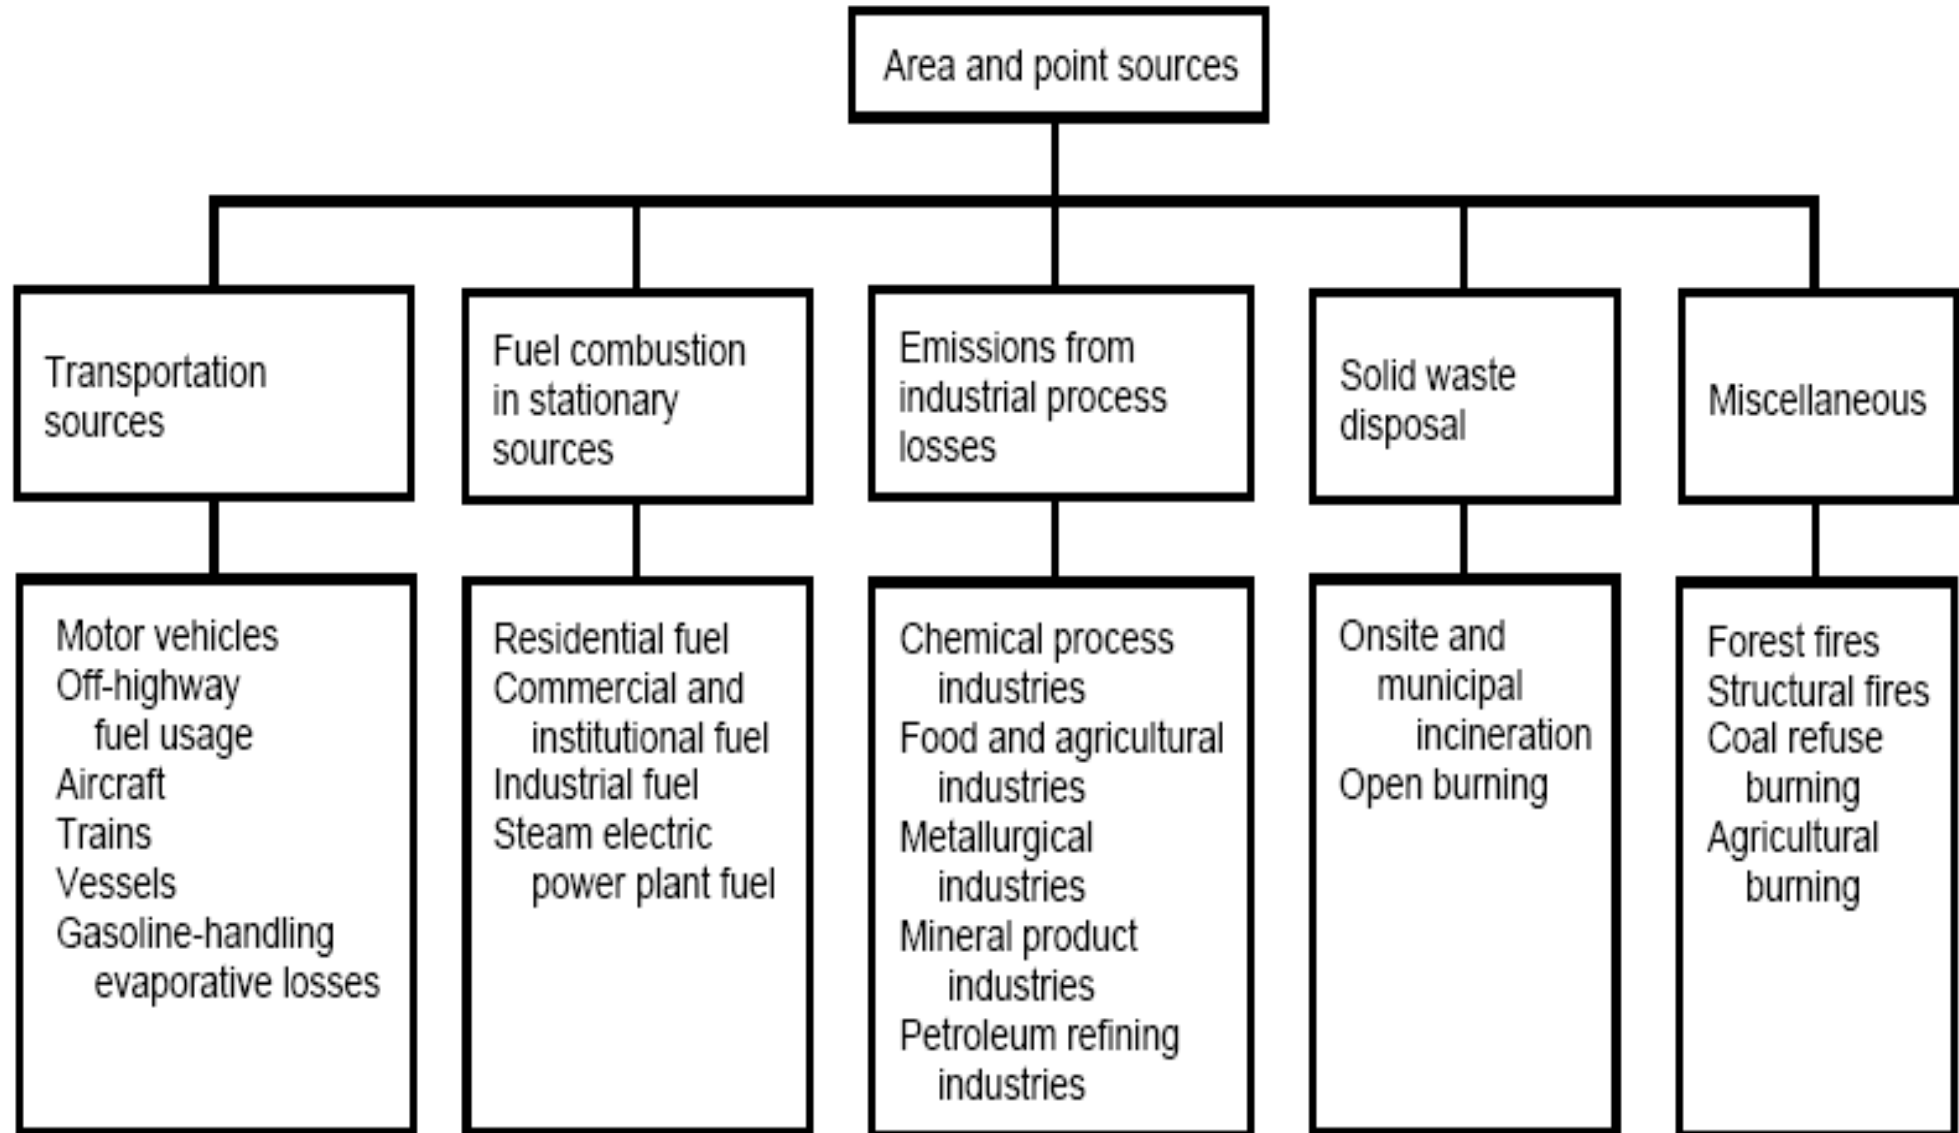 Area and point sources
Transportation
sources
Fuel combustion
in stationary
sources
Emissions from
industrial process
losses
Solid waste
disposal
Miscellaneous
Motor vehicles
Off-highway
fuel usage
Aircraft
Trains
Vessels
Gasoline-handling
evaporative losses
Residential fuel
Commercial and
institutional fuel
Industrial fuel
Steam electric
power plant fuel
Chemical process
industries
Food and agricultural
industries
Metallurgical
industries
Mineral product
industries
Petroleum refining
industries
Onsite and
municipal
incineration
Open burning
Forest fires
Structural fires
Coal refuse
burning
Agricultural
burning